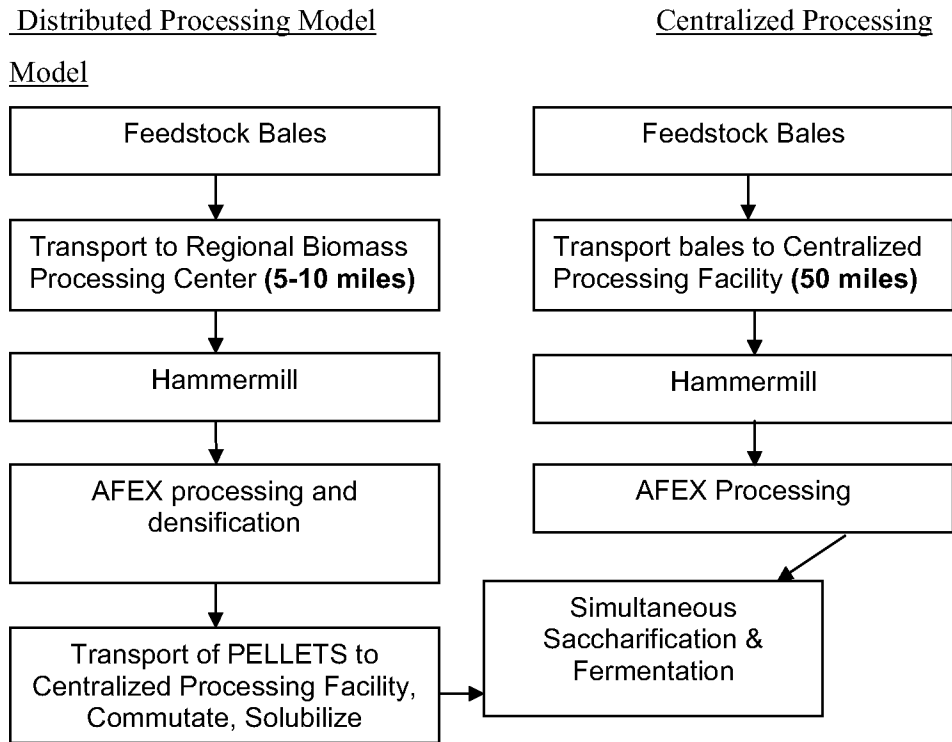 Distributed Processing Model
Centralized Processing
Model
Feedstock Bales
Transport to Regional Biomass
Processing Center (5-10 miles)
Hammermill
AFEX processing and
densification
Transport of PELLETS to
Centralized Processing Facility,
Commutate, Solubilize
Feedstock Bales
Transport bales to Centralized
Processing Facility (50 miles)
Hammermill
AFEX Processing
Simultaneous
Saccharification &
Fermentation